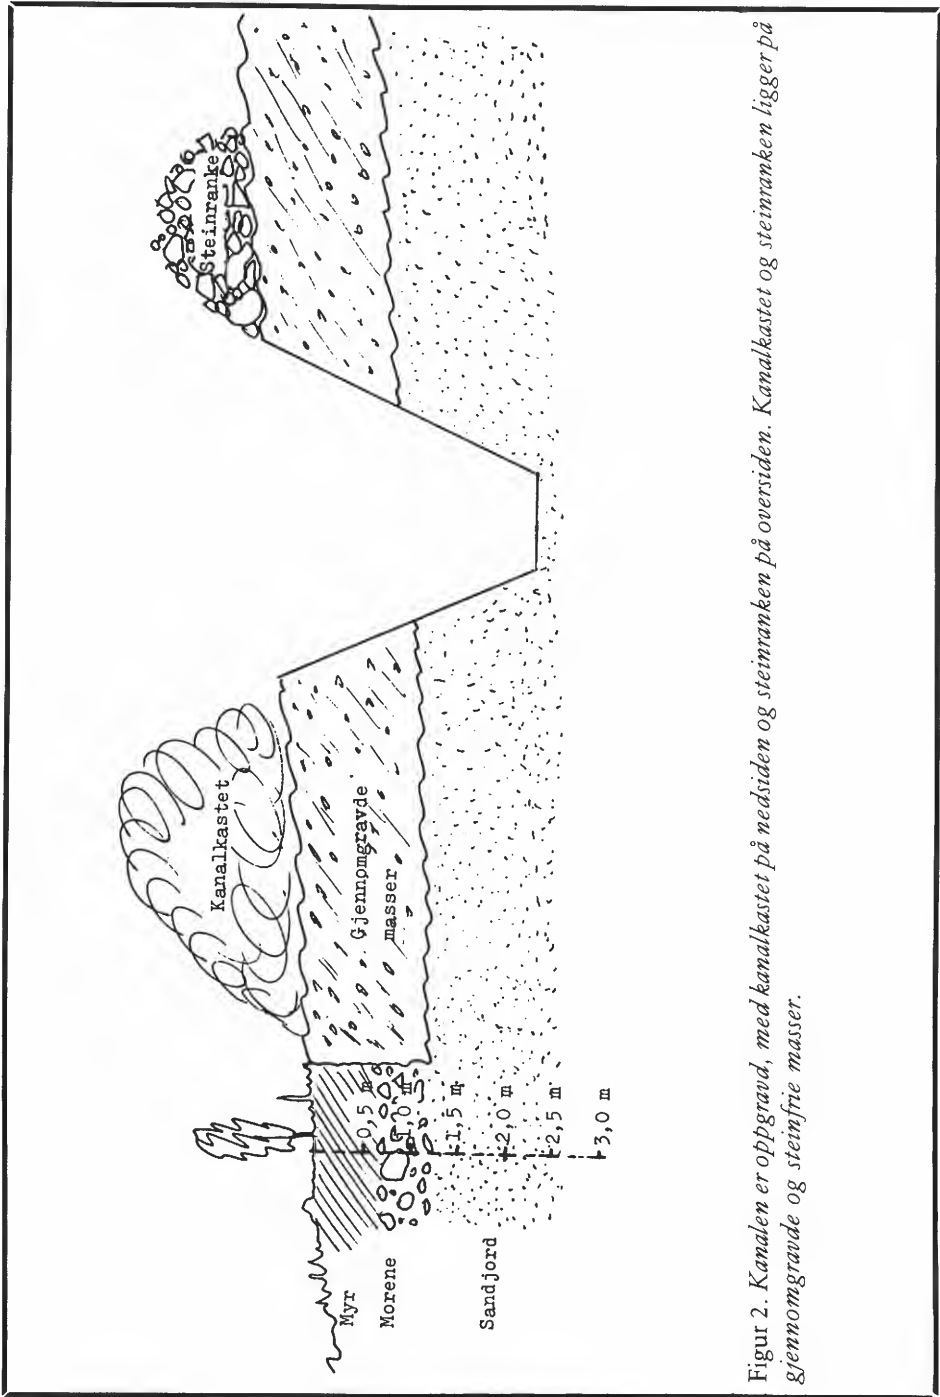 Steinranke
Kanalkastet
Gjennomgravde
masser
0,5 m
1,0 m
1,5 m
2,0 m
2,5 m
3,0 m
Myr
Morene
Sandjord
Figur 2. Kanalen er oppgravd, med kanalkastet på nedsiden og steinranken på oversiden. Kanalkastet og steinranken ligger på
gjennomgravde og steinfrie masser.